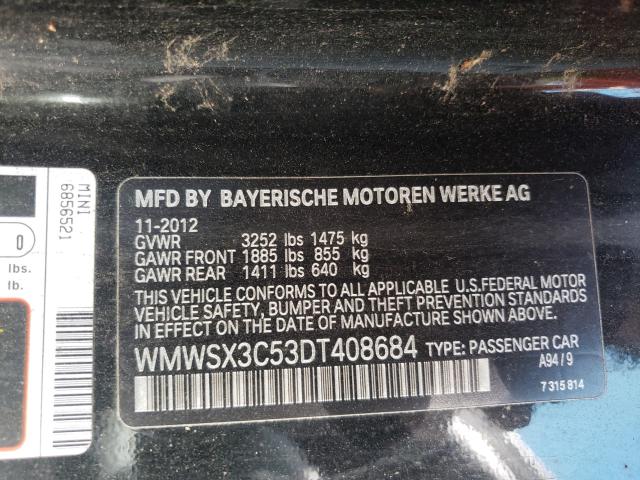 MINI
6856521
0
lbs.
lb.
MFD BY BAYERISCHE MOTOREN WERKE AG
11-2012
GVWR 3252 lbs 1475 kg
GAWR FRONT 1885 lbs 855 kg
GAWR REAR 1411 lbs 640 kg
THIS VEHICLE CONFORMS TO ALL APPLICABLE U.S.FEDERAL MOTOR
VEHICLE SAFETY, BUMPER AND THEFT PREVENTION STANDARDS
IN EFFECT ON THE DATE OF MANUFACTURE SHOWN ABOVE.
WMWSX3C53DT408684 TYPE: PASSENGER CAR
A94/9
7 315 814